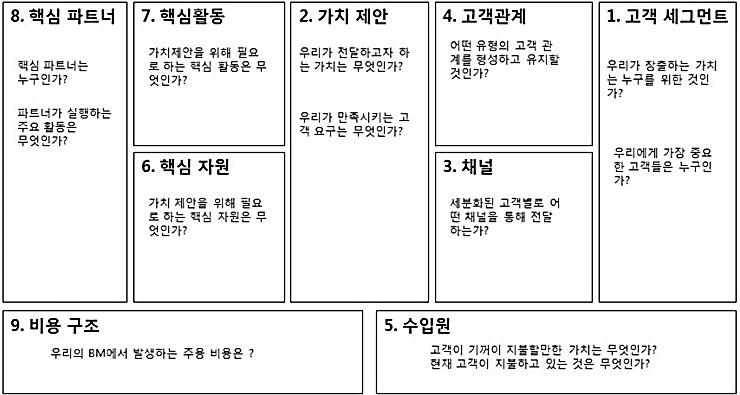 8. 핵심 파트너
핵심 파트너는
누구인가?
파트너가 실행하는
주요 활동은
무엇인가?
7. 핵심활동
가치제안을 위해 필요
로 하는 핵심 활동은 무
엇인가?
6. 핵심 자원
가치 제안을 위해 필요
로 하는 핵심 자원은 무
엇인가?
2. 가치 제안
우리가 전달하고자 하
는 가치는 무엇인가?
우리가 만족시키는 고
객 요구는 무엇인가?
4. 고객관계
어떤 유형의 고객 관
계를 형성하고 유지할
것인가?
3. 채널
세분화된 고객별로 어
떤 채널을 통해 전달
하는가?
1. 고객 세그먼트
우리가 창출하는 가치
는 누구를 위한 것인
가?
우리에게 가장 중요
한 고객들은 누구인
가?
9. 비용 구조
우리의 BM에서 발생하는 주용 비용은 ?
5. 수입원
고객이 기꺼이 지불할만한 가치는 무엇인가?
현재 고객이 지불하고 있는 것은 무엇인가?